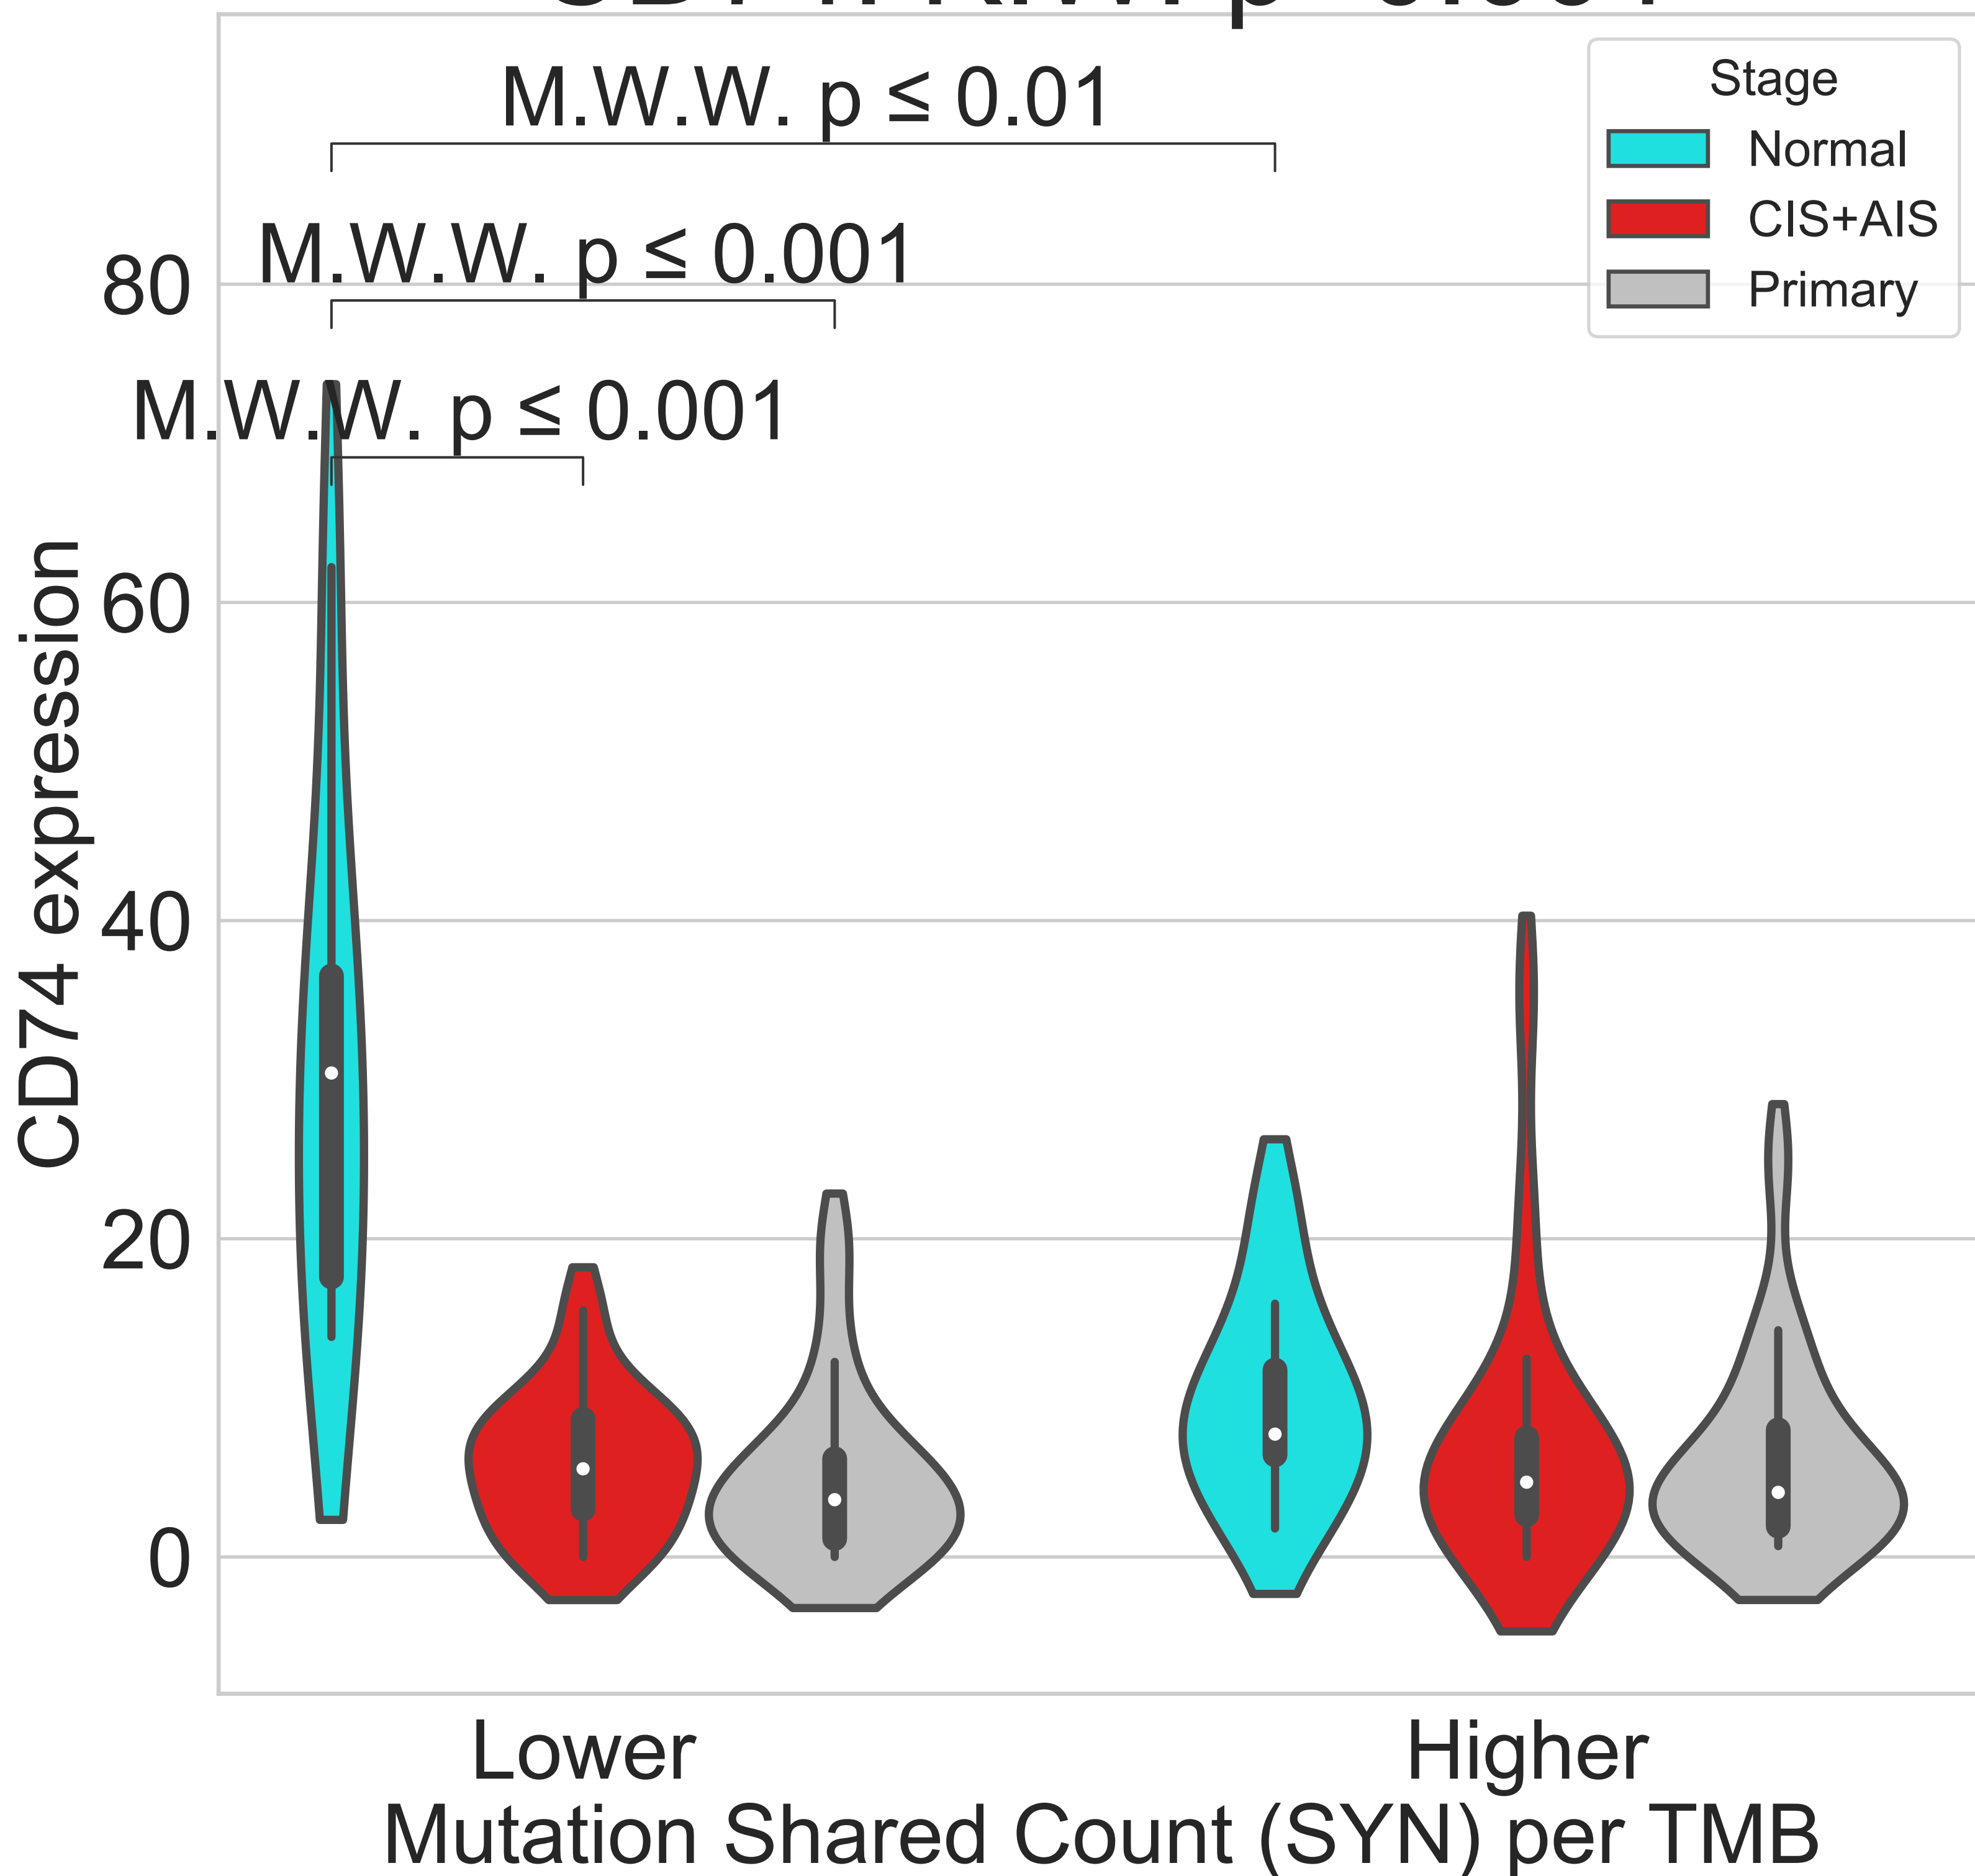 M.W.W. p ≤ 0.01
Stage
Normal
CIS+AIS
Primary
M.W.W. p ≤ 0.001
M.W.W. p ≤ 0.001
80
60
40
20
0
CD74 expression
Lower
Higher
Mutation Shared Count (SYN) per TMB